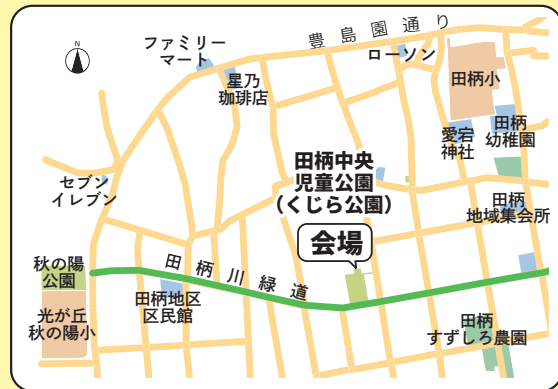 N
豊島園通り
ファミリー
マート
ローソン
星乃
珈琲店
田柄小
愛宕
神社
田柄
幼稚園
田柄中央
児童公園
（くじら公園）
会場
セブン
イレブン
田柄
地域集会所
秋の陽
公園
田柄川緑道
田柄地区
区民館
光が丘
秋の陽小
田柄
すずしろ農園